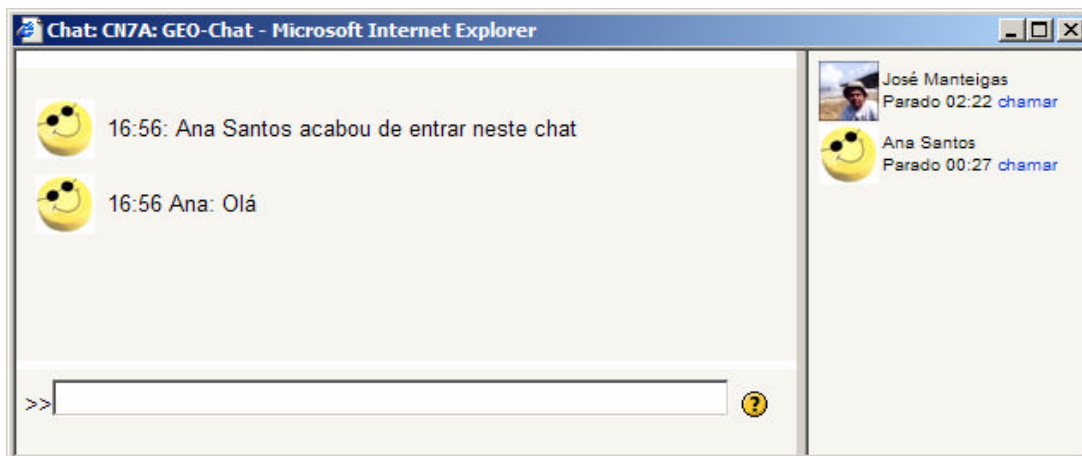 Chat: CN7A: GEO-Chat - Microsoft Internet Explorer
16:56: Ana Santos acabou de entrar neste chat
16:56 Ana: Olá
>>
?
José Manteigas
Parado 02:22 chamar
Ana Santos
Parado 00:27 chamar